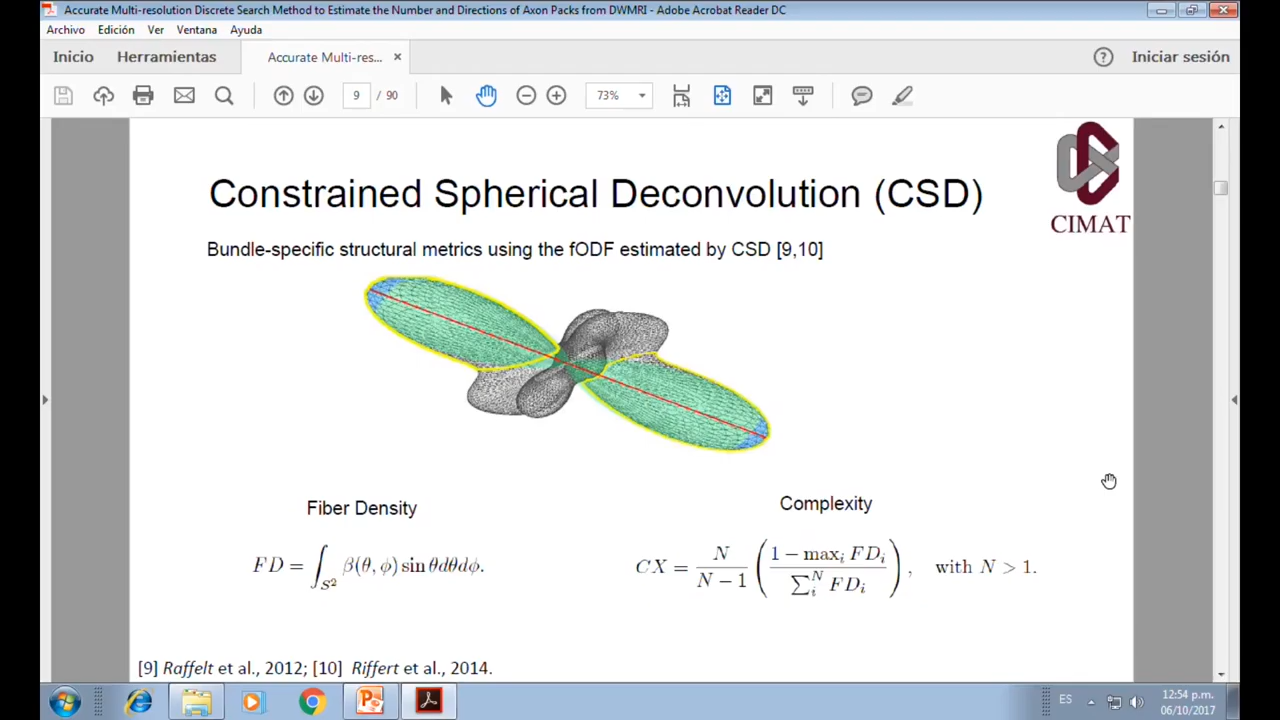 Accurate Multi-resolution Discrete Search Method to Estimate the Number and Directions of Axon Packs from DWMRI - Adobe Acrobat Reader DC
Archivo Edición Ver Ventana Ayuda
Inicio Herramientas Accurate Multi-res... × ? Iniciar sesión
9 / 90 73%
CIMAT
Constrained Spherical Deconvolution (CSD)
Bundle-specific structural metrics using the fODF estimated by CSD [9,10]
Fiber Density
Complexity
FD = ∫_{S²} β(θ, φ) sin θdθdφ.
CX = N / (N − 1) ( (1 − max_i FD_i) / (∑_i^N FD_i) ) , with N > 1.
[9] Raffelt et al., 2012; [10] Riffert et al., 2014.
ES 12:54 p.m.
06/10/2017